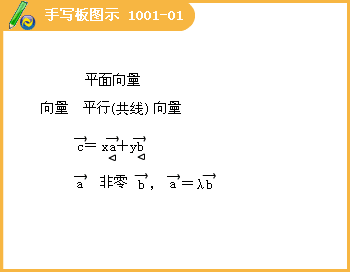 手写板图示 1001-01
平面向量
向量 平行(共线) 向量
c⃗= xa⃗+yb⃗
a⃗ 非零 b⃗， a⃗=λb⃗